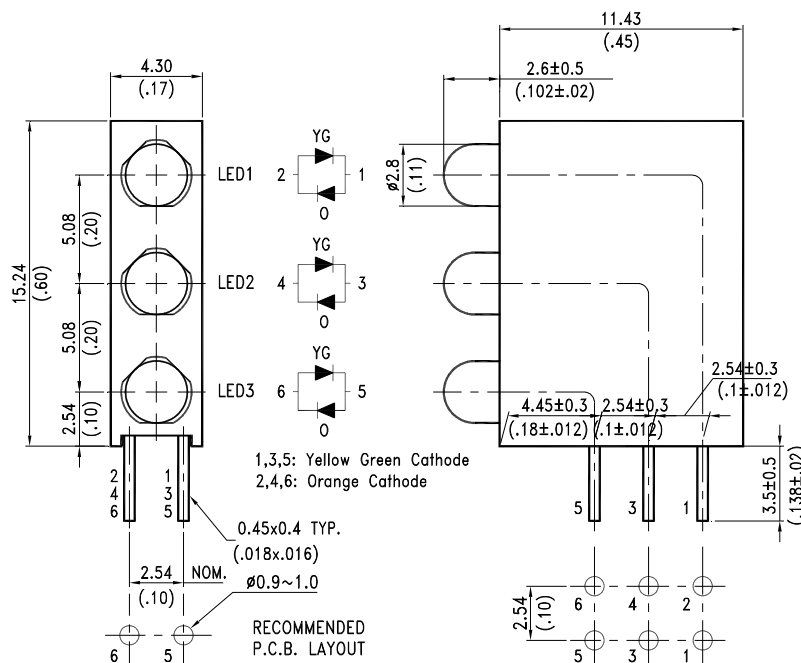 11.43
(.45)
4.30
(.17)
2.6±0.5
(.102±.02)
YG
LED1 2 1
O
ø2.8
(.11)
5.08
(.20)
15.24
(.60)
YG
LED2 4 3
O
5.08
(.20)
YG
LED3 6 5
O
2.54
(.10)
2.54±0.3
(.1±.012)
4.45±0.3
(.18±.012)
2.54±0.3
(.1±.012)
1,3,5: Yellow Green Cathode
2,4,6: Orange Cathode
3.5±0.5
(.138±.02)
2 1
4 3
6 5
5 3 1
0.45x0.4 TYP.
(.018x.016)
2.54 NOM.
(.10)
ø0.9~1.0
6 4 2
2.54
(.10)
RECOMMENDED
P.C.B. LAYOUT
6 5
5 3 1